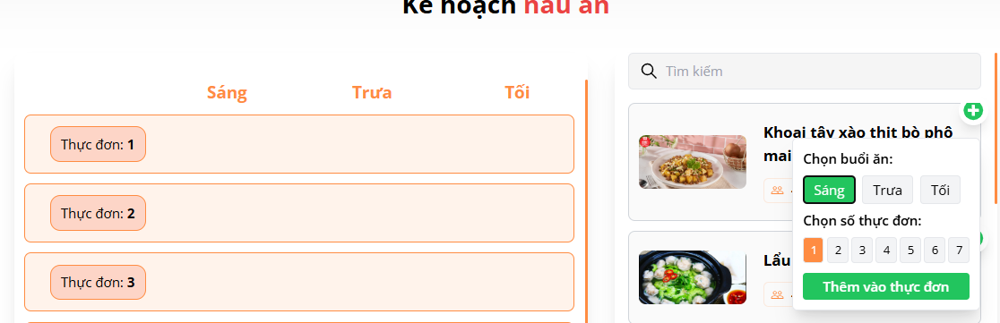 Kế hoạch nấu ăn
Sáng Trưa Tối
Thực đơn: 1
Thực đơn: 2
Thực đơn: 3
Tìm kiếm
Khoai tây xào thịt bò phô
mai
Chọn buổi ăn:
Sáng Trưa Tối
Chọn số thực đơn:
1 2 3 4 5 6 7
Thêm vào thực đơn
Lẩu